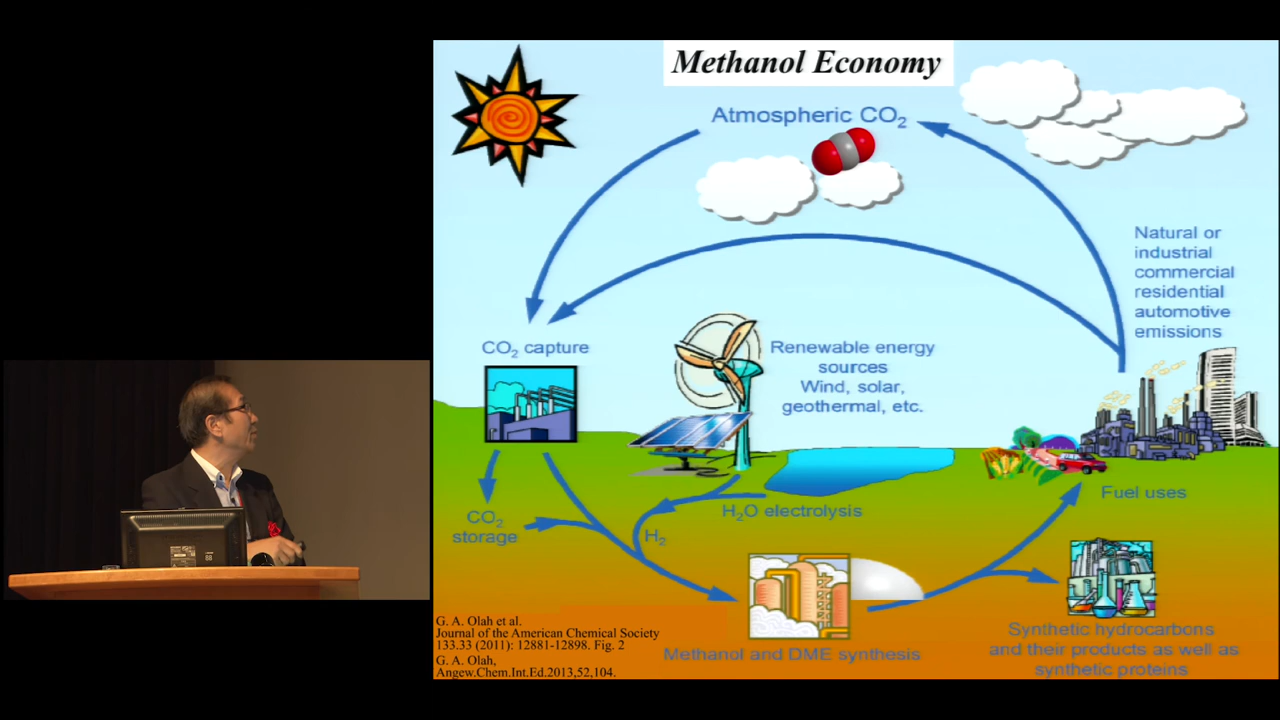 Methanol Economy
Atmospheric CO₂
Natural or
industrial
commercial
residential
automotive
emissions
CO₂ capture
Renewable energy
sources
Wind, solar,
geothermal, etc.
CO₂
storage
H₂O electrolysis
H₂
Fuel uses
Methanol and DME synthesis
Synthetic hydrocarbons
and their products as well as
synthetic proteins
G. A. Olah et al.
Journal of the American Chemical Society
133.33 (2011): 12881-12898. Fig. 2
G. A. Olah,
Angew.Chem.Int.Ed.2013,52,104.